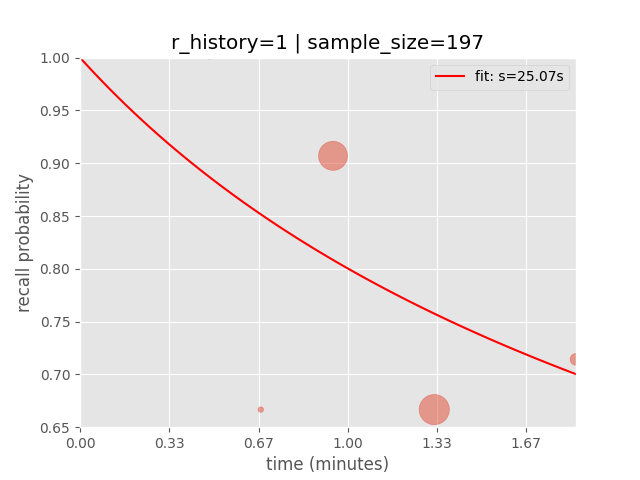 r_history=1 | sample_size=197
fit: s=25.07s
recall probability
1.00
0.95
0.90
0.85
0.80
0.75
0.70
0.65
0.00 0.33 0.67 1.00 1.33 1.67
time (minutes)